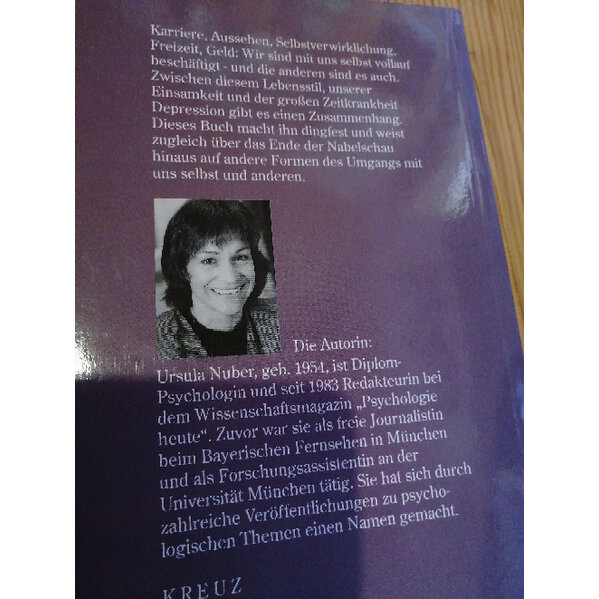 Karriere, Aussehen, Selbstverwirklichung,
Freizeit, Geld: Wir sind mit uns selbst vollauf
beschäftigt - und die anderen sind es auch.
Zwischen diesem Lebensstil, unserer
Einsamkeit und der großen Zeitkrankheit
Depression gibt es einen Zusammenhang.
Dieses Buch macht ihn dingfest und weist
zugleich über das Ende der Nabelschau
hinaus auf andere Formen des Umgangs mit
uns selbst und anderen.
Die Autorin:
Ursula Nuber, geb. 1954, ist Diplom-
Psychologin und seit 1983 Redakteurin bei
dem Wissenschaftsmagazin „Psychologie
heute“. Zuvor war sie als freie Journalistin
beim Bayerischen Fernsehen in München
und als Forschungsassistentin an der
Universität München tätig. Sie hat sich durch
zahlreiche Veröffentlichungen zu psycho-
logischen Themen einen Namen gemacht.
KREUZ